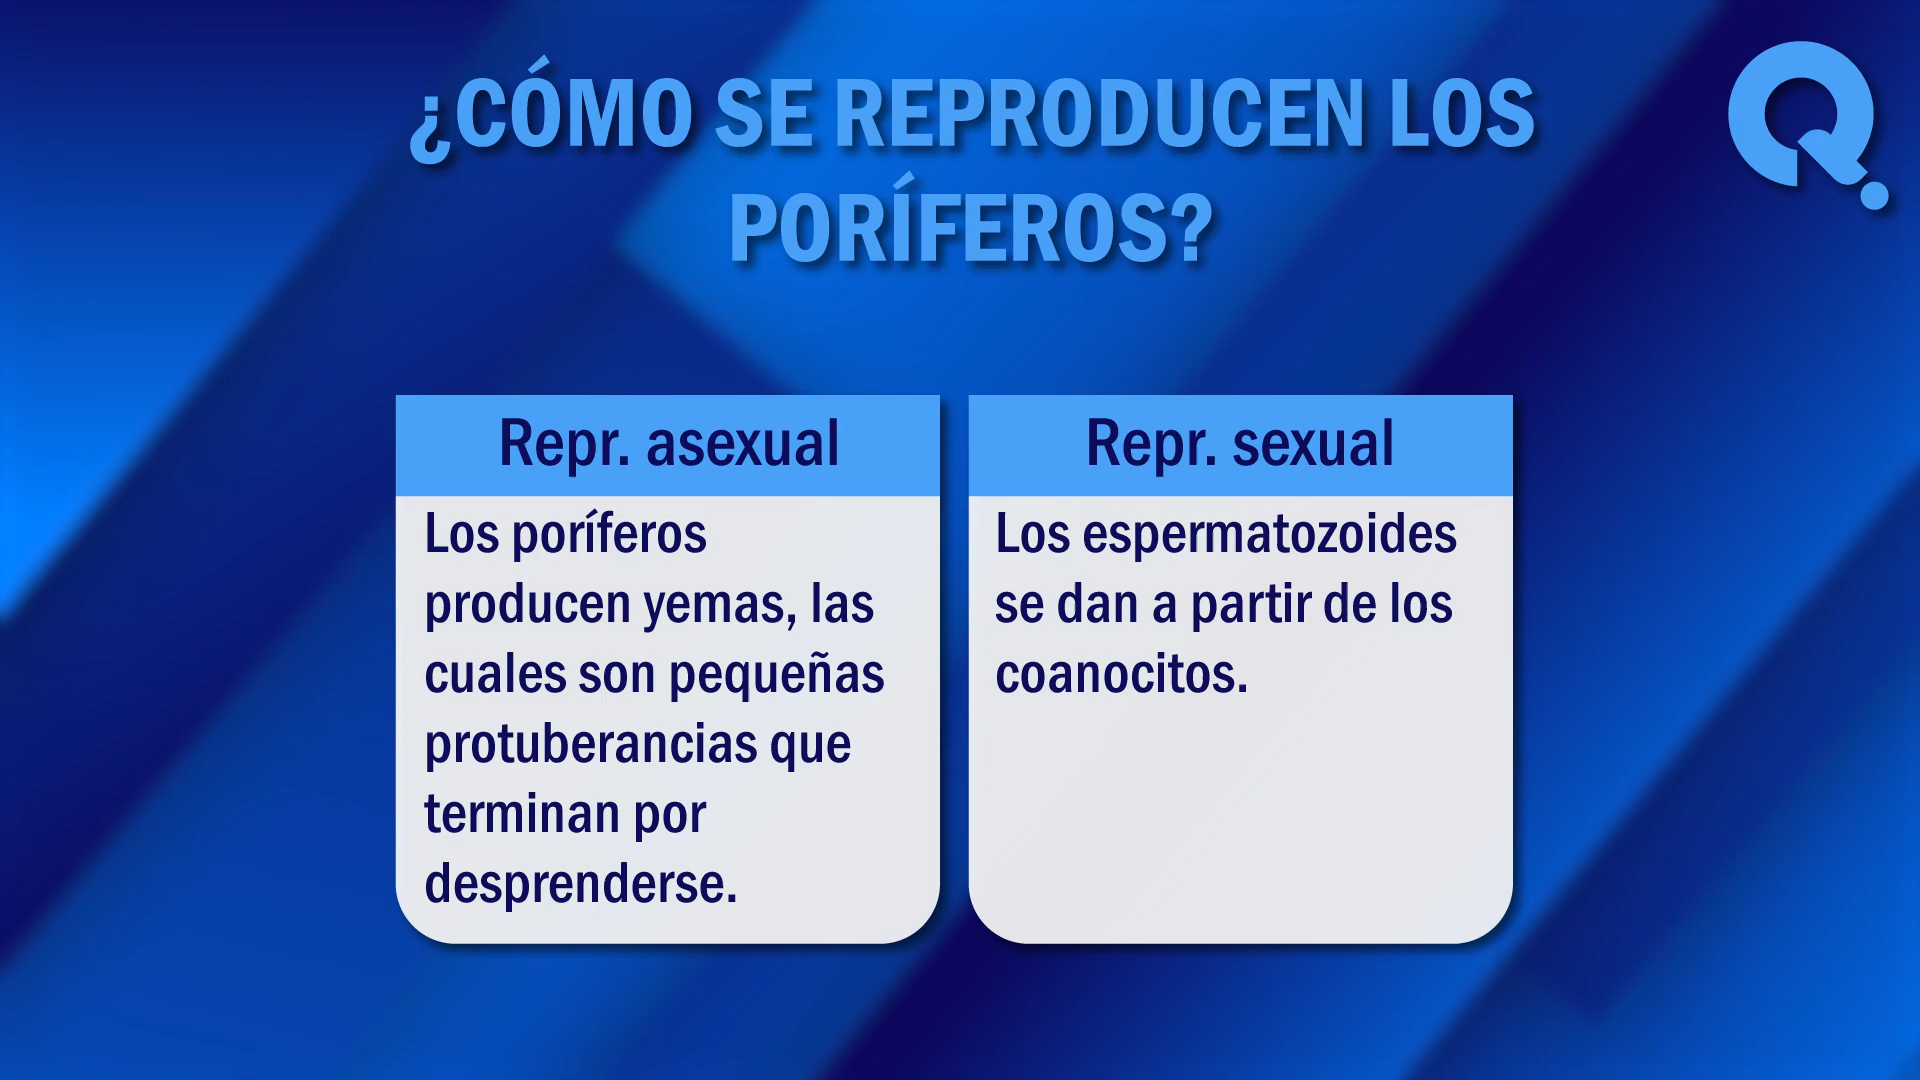 ¿CÓMO SE REPRODUCEN LOS
PORÍFEROS?
Repr. asexual
Los poríferos
producen yemas, las
cuales son pequeñas
protuberancias que
terminan por
desprenderse.
Repr. sexual
Los espermatozoides
se dan a partir de los
coanocitos.